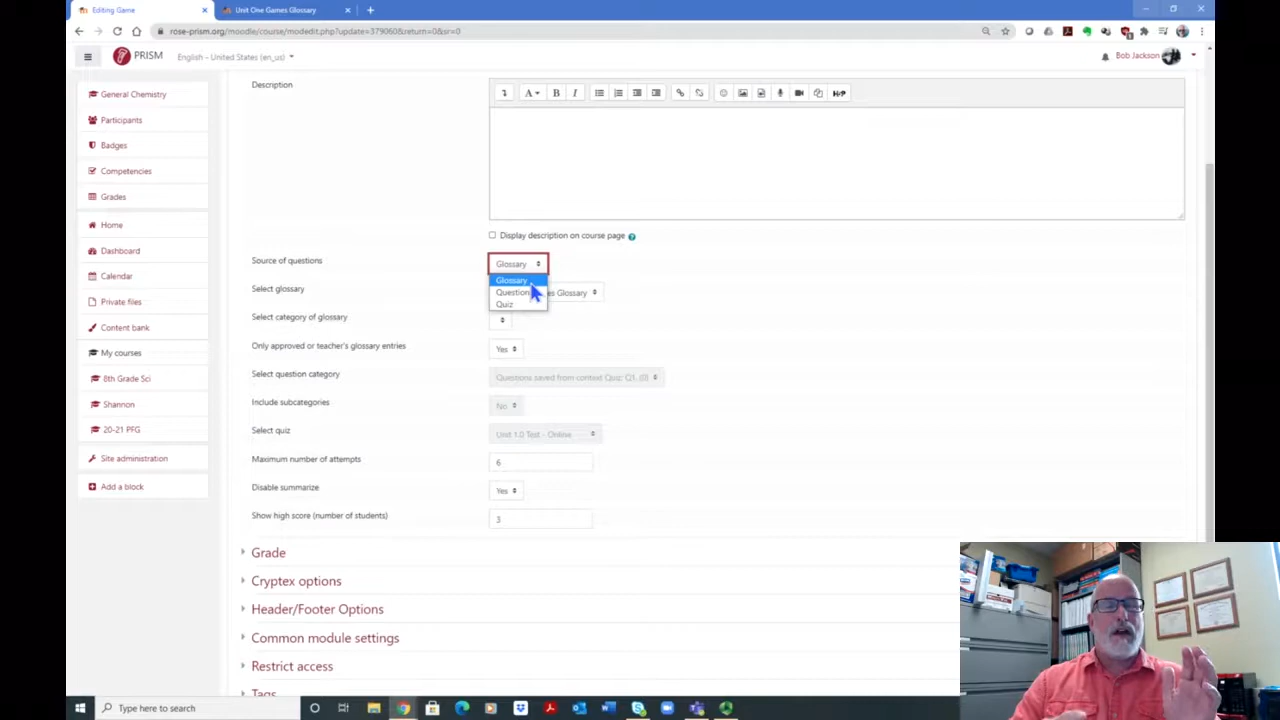 Editing Game
Unit One Games Glossary
rose-prism.org/moodle/course/modedit.php?update=379060&return=0&sr=0
PRISM
English - United States (en_us)
Bob Jackson
General Chemistry
Participants
Badges
Competencies
Grades
Home
Dashboard
Calendar
Private files
Content bank
My courses
8th Grade Sci
Shannon
20-21 PFG
Site administration
Add a block
Description
A
B
I
H-P
Display description on course page
Source of questions
Glossary
Glossary
Question
Quiz
Select glossary
es Glossary
Select category of glossary
Only approved or teacher's glossary entries
Yes
Select question category
Questions saved from context Quiz: Q1. (0)
Include subcategories
No
Select quiz
Unit 1.0 Test - Online
Maximum number of attempts
6
Disable summarize
Yes
Show high score (number of students)
3
Grade
Cryptex options
Header/Footer Options
Common module settings
Restrict access
Tags
Type here to search